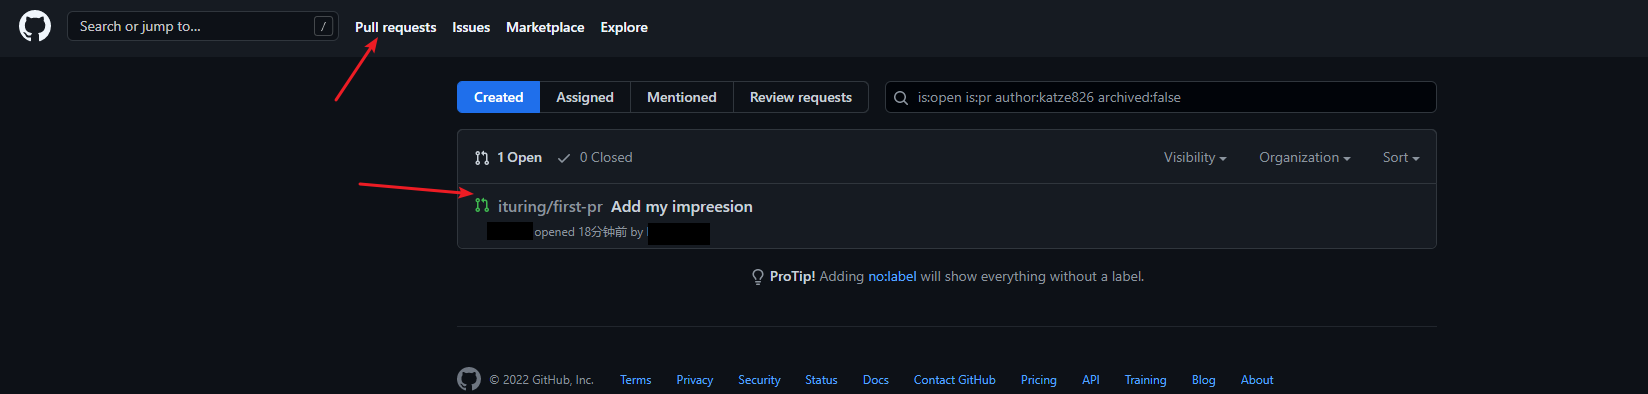 Search or jump to... / Pull requests Issues Marketplace Explore
Created Assigned Mentioned Review requests is:open is:pr author:katze826 archived:false
1 Open 0 Closed Visibility Organization Sort
ituring/first-pr Add my impreesion
opened 18分钟前 by
ProTip! Adding no:label will show everything without a label.
© 2022 GitHub, Inc. Terms Privacy Security Status Docs Contact GitHub Pricing API Training Blog About